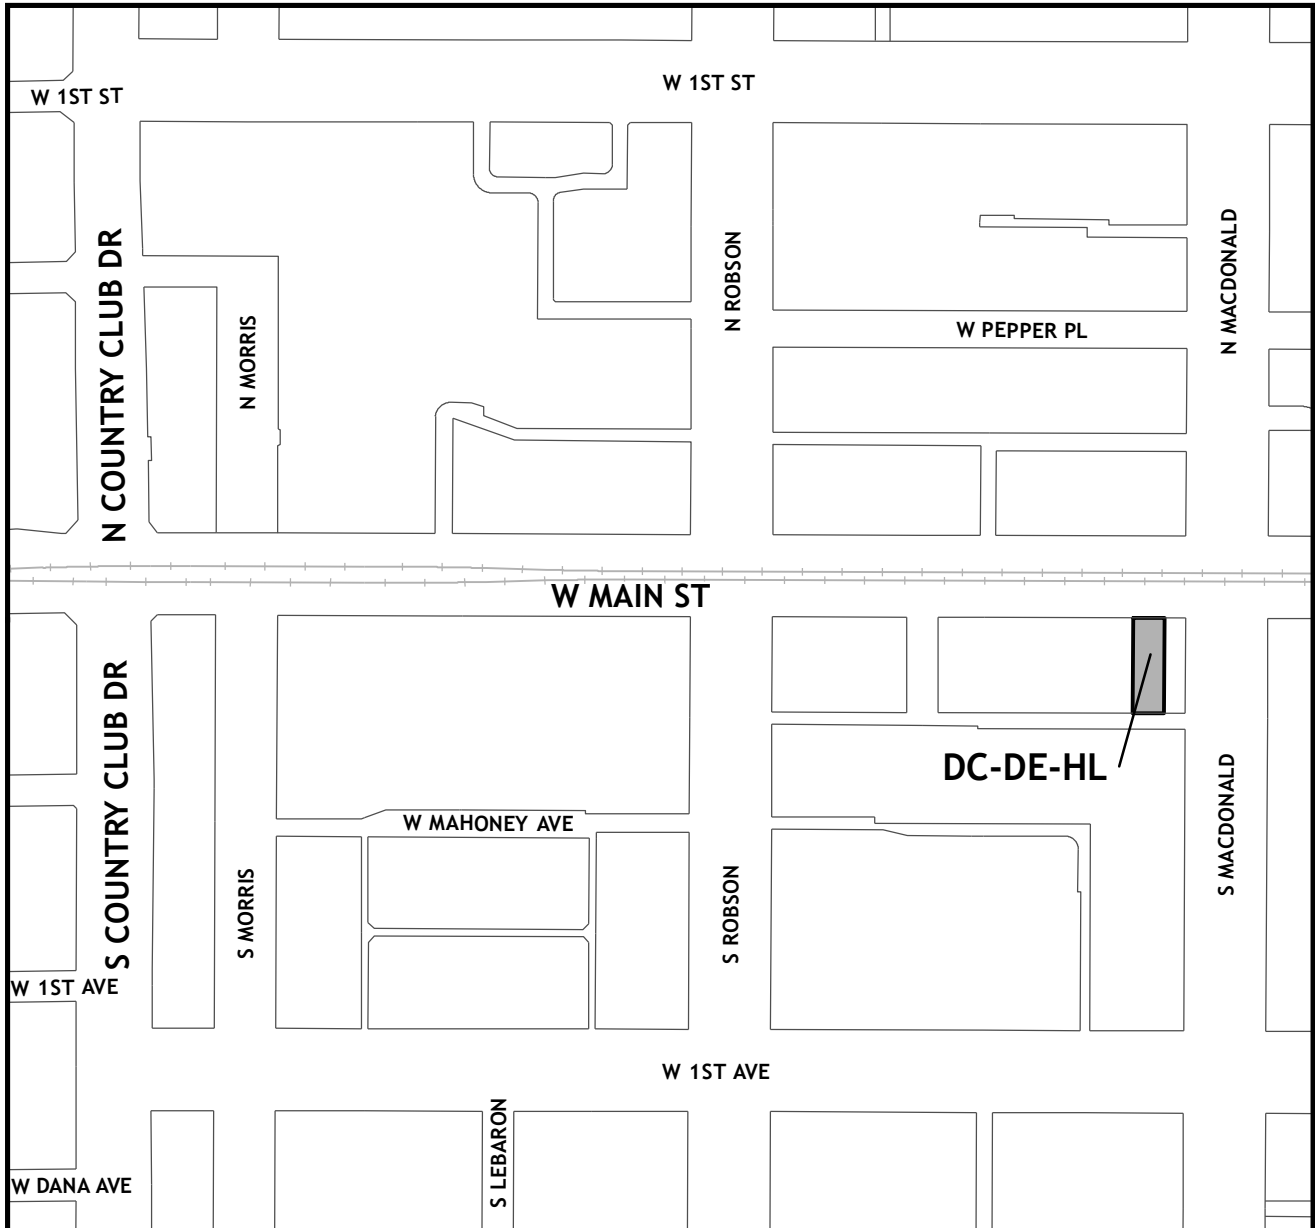 W 1ST ST
W 1ST ST
N COUNTRY CLUB DR
N MORRIS
N ROBSON
N MACDONALD
W PEPPER PL
W MAIN ST
S COUNTRY CLUB DR
DC-DE-HL
W MAHONEY AVE
S MORRIS
S ROBSON
S MACDONALD
W 1ST AVE
W 1ST AVE
S LEBARON
W DANA AVE